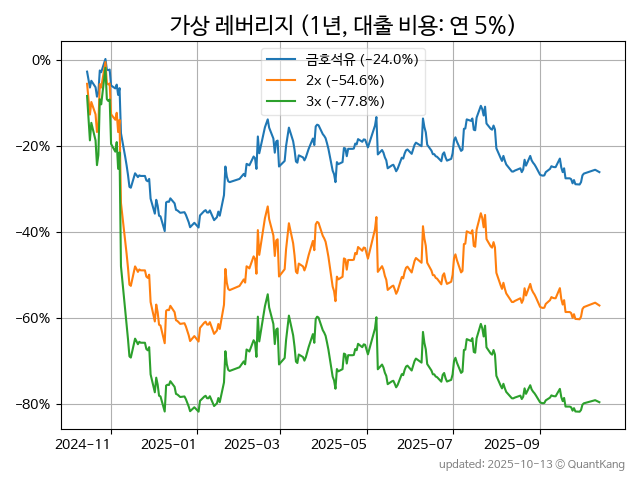 가상 레버리지 (1년, 대출 비용: 연 5%)
금호석유 (−24.0%)
2x (−54.6%)
3x (−77.8%)
0%
−20%
−40%
−60%
−80%
2024-11
2025-01
2025-03
2025-05
2025-07
2025-09
updated: 2025-10-13 © QuantKang